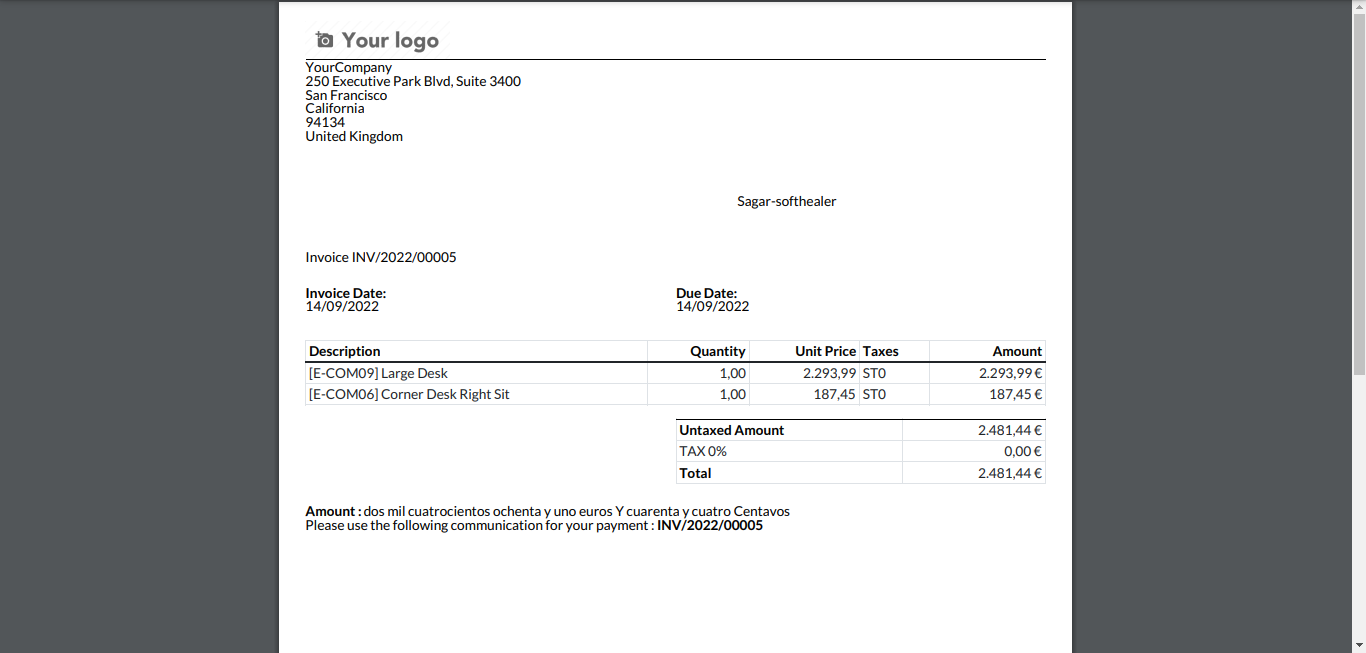 Your logo
YourCompany
250 Executive Park Blvd, Suite 3400
San Francisco
California
94134
United Kingdom
Sagar-softhealer
Invoice INV/2022/00005
Invoice Date: Due Date:
14/09/2022 14/09/2022
Description Quantity Unit Price Taxes Amount
[E-COM09] Large Desk 1,00 2.293,99 ST0 2.293,99 €
[E-COM06] Corner Desk Right Sit 1,00 187,45 ST0 187,45 €
Untaxed Amount 2.481,44 €
TAX 0% 0,00 €
Total 2.481,44 €
Amount : dos mil cuatrocientos ochenta y uno euros Y cuarenta y cuatro Centavos
Please use the following communication for your payment : INV/2022/00005